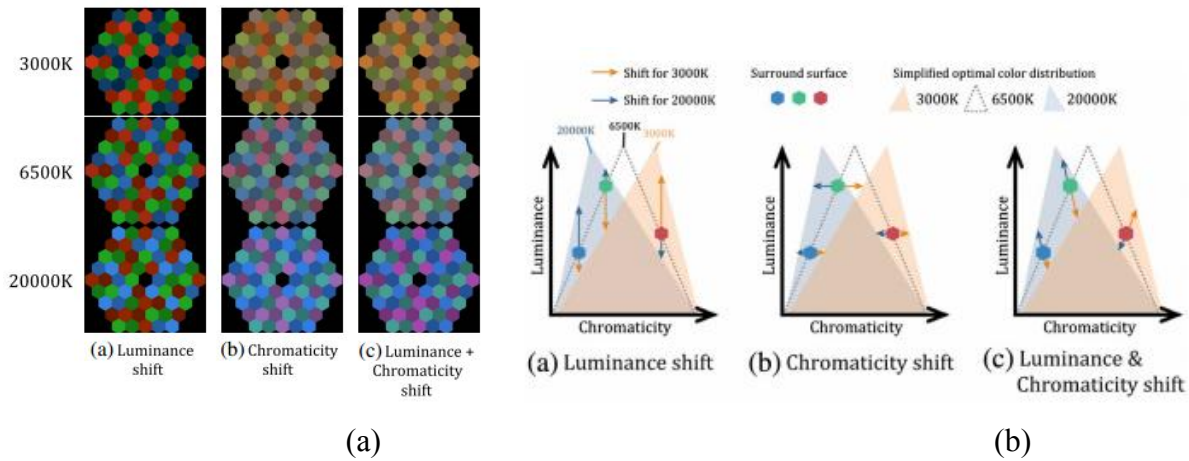 3000K
6500K
20000K
(a) Luminance
shift
(b) Chromaticity
shift
(c) Luminance +
Chromaticity
shift
(a)
Shift for 3000K
Shift for 20000K
Surround surface
Simplified optimal color distribution
3000K
6500K
20000K
20000K
6500K
3000K
Luminance
Chromaticity
(a) Luminance shift
Luminance
Chromaticity
(b) Chromaticity shift
Luminance
Chromaticity
(c) Luminance &
Chromaticity shift
(b)